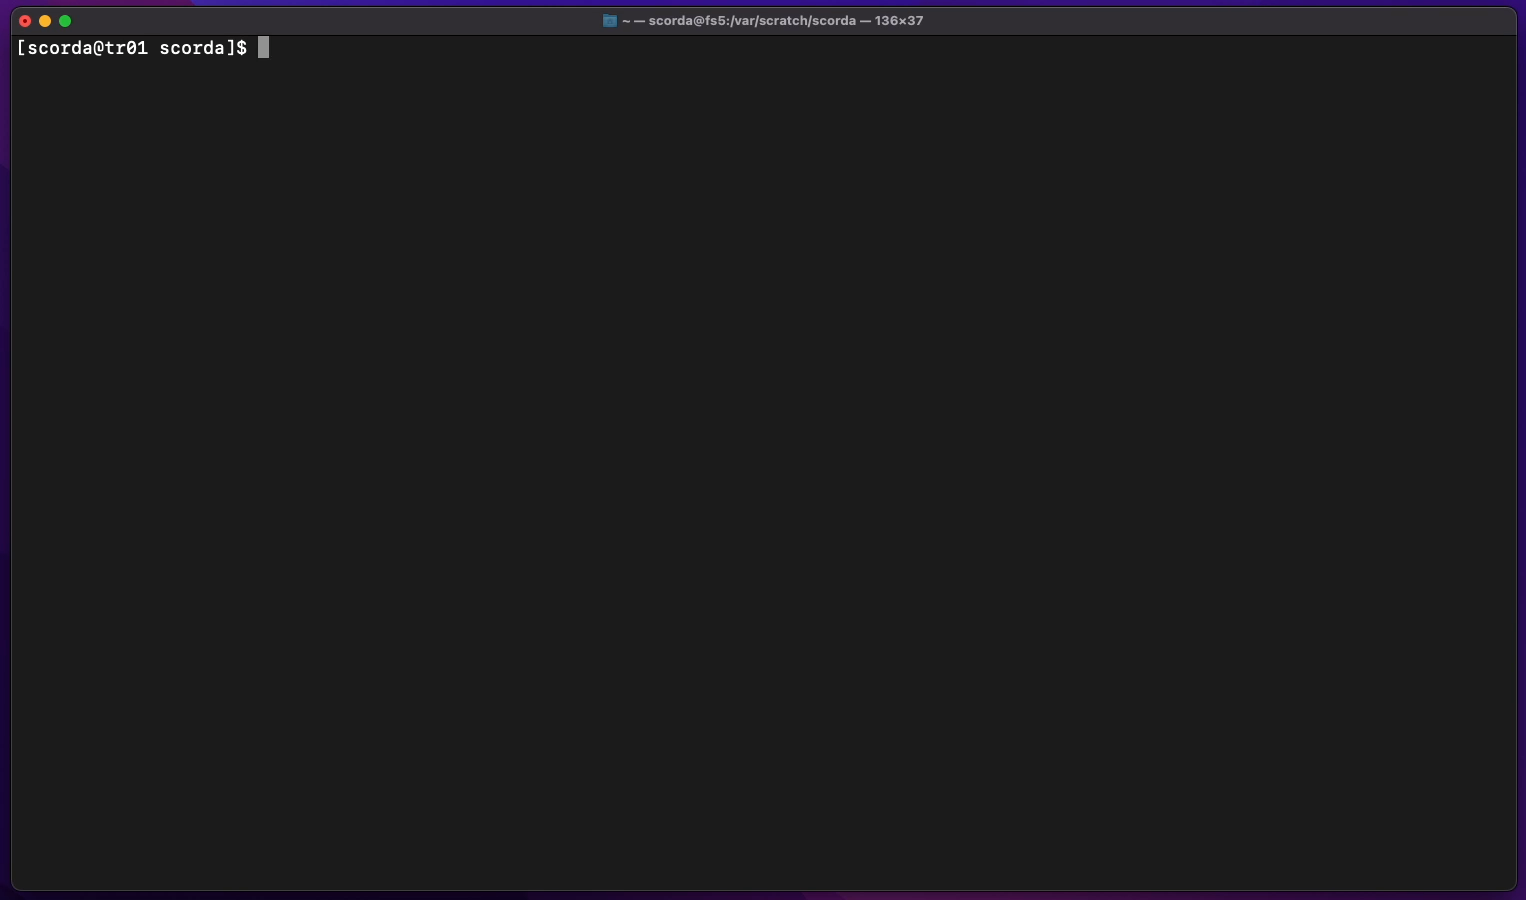 ~ — scorda@fs5:/var/scratch/scorda — 136×37
[scorda@tr01 scorda]$